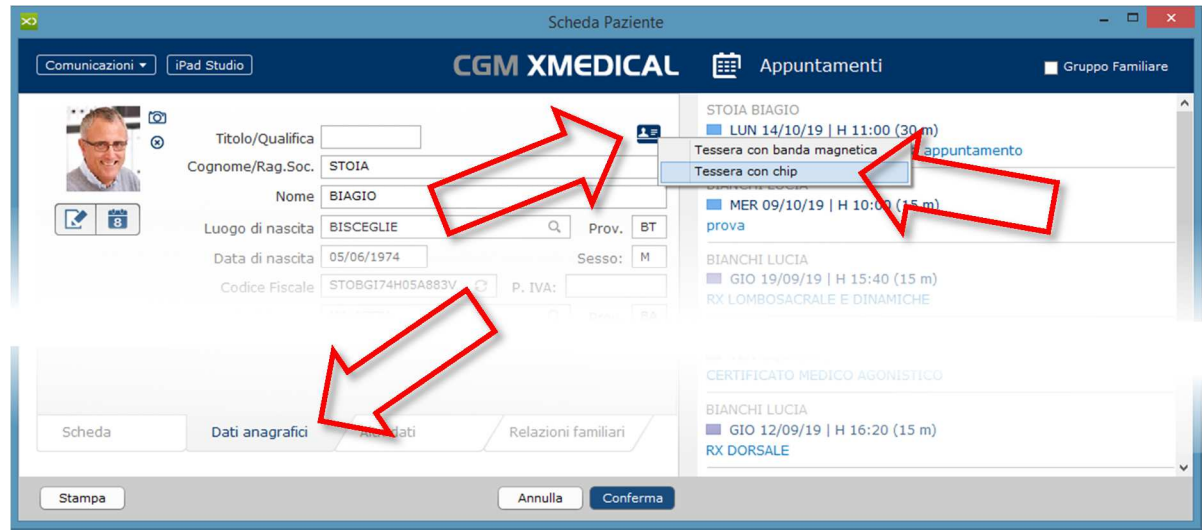 Scheda Paziente
Comunicazioni
iPad Studio
CGM XMEDICAL
Appuntamenti
Gruppo Familiare
Titolo/Qualifica
Cognome/Rag.Soc. STOIA
Nome BIAGIO
Luogo di nascita BISCEGLIE Prov. BT
Data di nascita 05/06/1974 Sesso: M
Codice Fiscale STOBGI74H05A883V P. IVA:
8
Tessera con banda magnetica
Tessera con chip
STOIA BIAGIO
LUN 14/10/19 | H 11:00 (30 m)
appuntamento
BIANCHI LUCIA
MER 09/10/19 | H 10:00 (15 m)
prova
BIANCHI LUCIA
GIO 19/09/19 | H 15:40 (15 m)
RX LOMBOSACRALE E DINAMICHE
CERTIFICATO MEDICO AGONISTICO
BIANCHI LUCIA
GIO 12/09/19 | H 16:20 (15 m)
RX DORSALE
Scheda
Dati anagrafici
dati
Relazioni familiari
Stampa
Annulla
Conferma